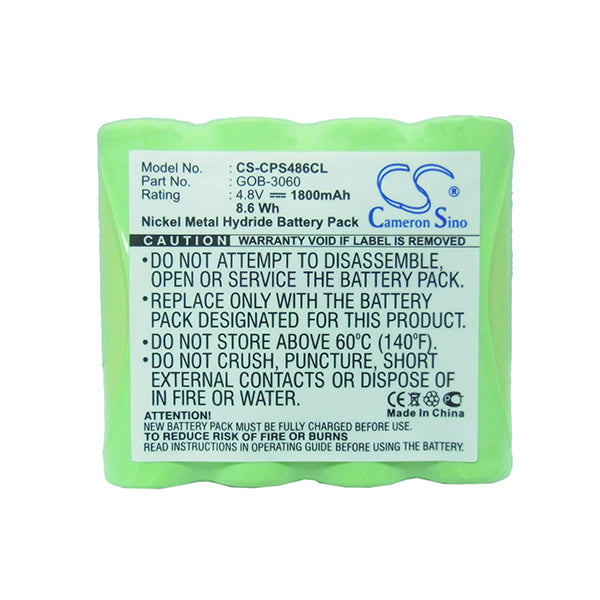 Model No. : CS-CPS486CL
Part No. : GOB-3060
Rating : 4.8V ⎓ 1800mAh
8.6 Wh
Nickel Metal Hydride Battery Pack
CS ®
Cameron Sino
CAUTION WARRANTY VOID IF LABEL IS REMOVED
•DO NOT ATTEMPT TO DISASSEMBLE,
OPEN OR SERVICE THE BATTERY PACK.
•REPLACE ONLY WITH THE BATTERY
PACK DESIGNATED FOR THIS PRODUCT.
•DO NOT STORE ABOVE 60℃ (140℉).
•DO NOT CRUSH, PUNCTURE, SHORT
EXTERNAL CONTACTS OR DISPOSE
IN FIRE OR WATER.
CE
Made In China
ATTENTION!
NEW BATTERY PACK MUST BE FULLY CHARGED BEFORE USE.
TO REDUCE RISK OF FIRE OR BURNS
READ USER GUIDE BEFORE USING BATTERY PACK.